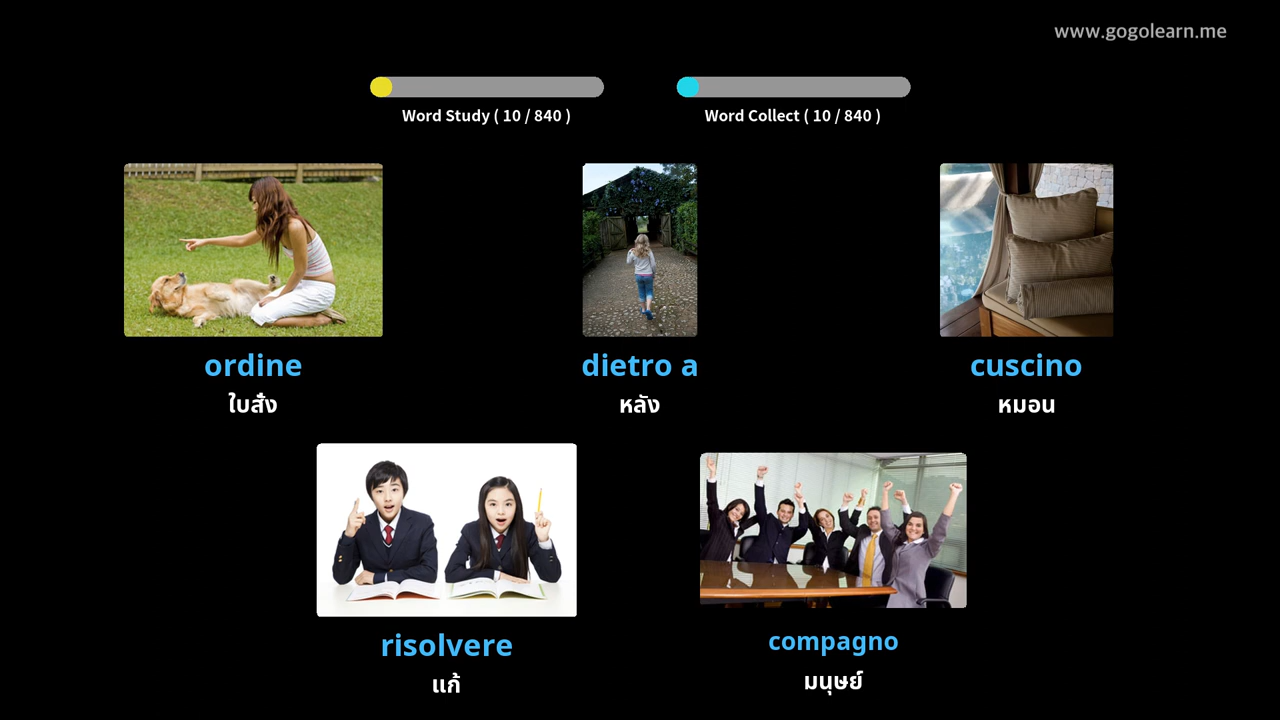 www.gogolearn.me
Word Study ( 10 / 840 )
Word Collect ( 10 / 840 )
ordine
ใบสั่ง
dietro a
หลัง
cuscino
หมอน
risolvere
แก้
compagno
มนุษย์